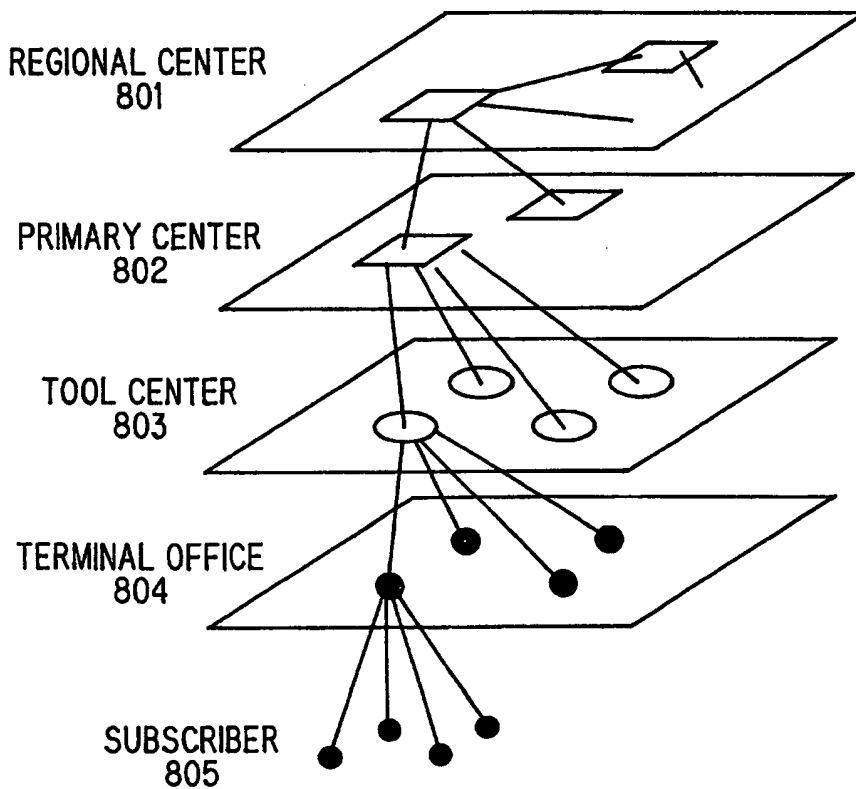 REGIONAL CENTER
801
PRIMARY CENTER
802
TOOL CENTER
803
TERMINAL OFFICE
804
SUBSCRIBER
805